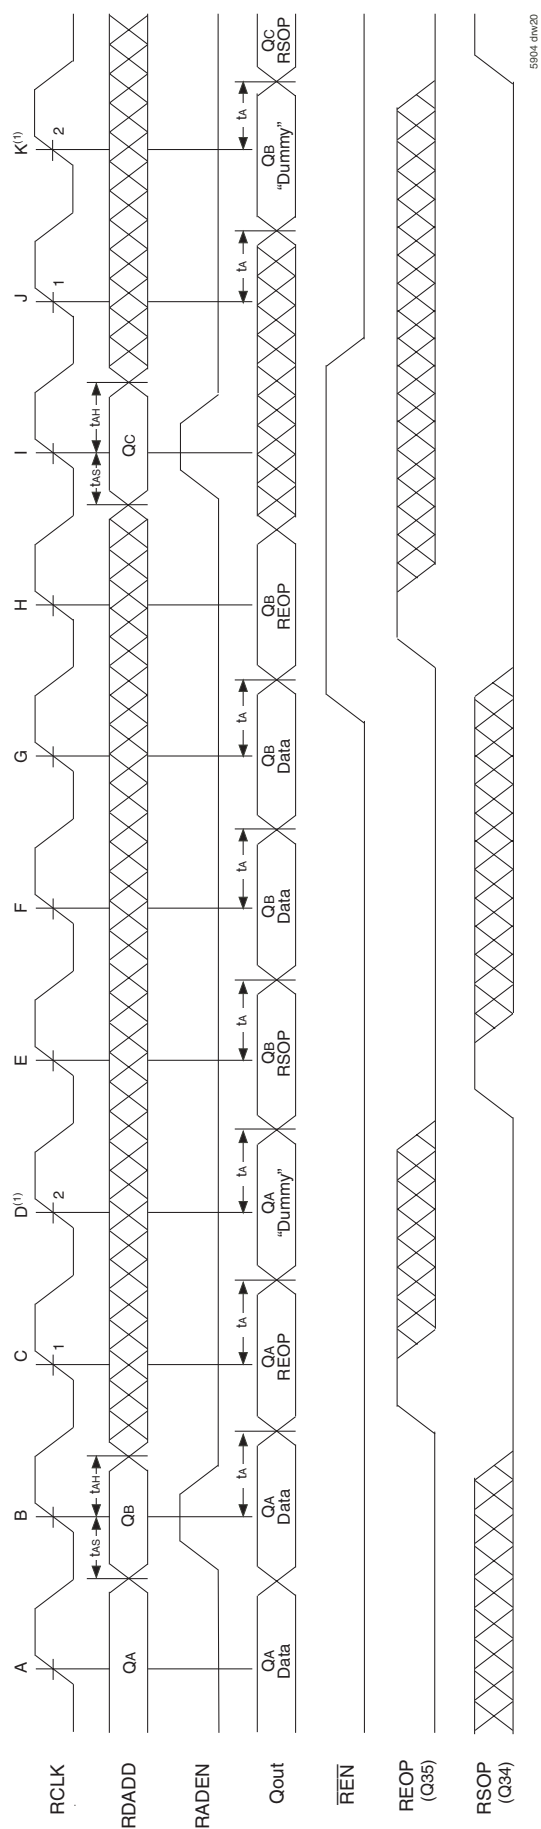 A B C D(1) E F G H I J K(1)
RCLK 1 2 1 2
tAS tAH tAS tAH
RDADD QA QB QC
RADEN
tA tA tA tA tA tA tA tA
Qout QA Data QA Data QA REOP QA "Dummy" QB RSOP QB Data QB Data QB REOP QB "Dummy" QC RSOP
REN
REOP (Q35)
RSOP (Q34)
5904 drw20